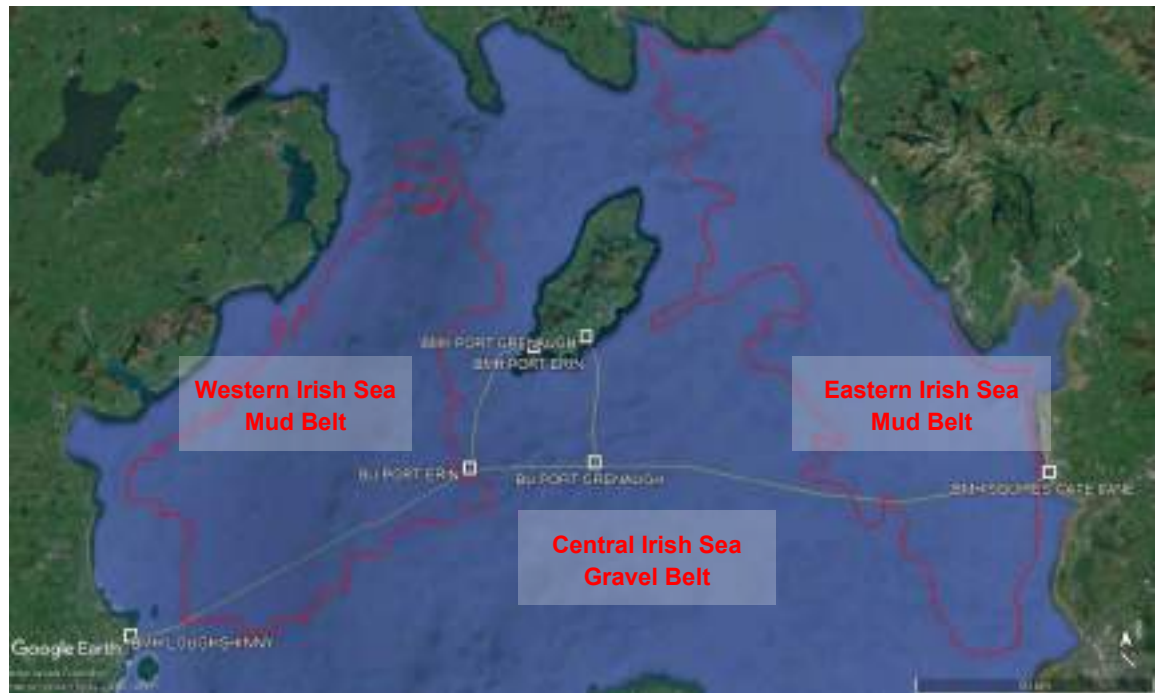 BMH PORT GRENAUGH
BMH PORT ERIN
Western Irish Sea
Mud Belt
Eastern Irish Sea
Mud Belt
BU PORT ERIN
BU PORT GRENAUGH
Central Irish Sea
Gravel Belt
Google Earth